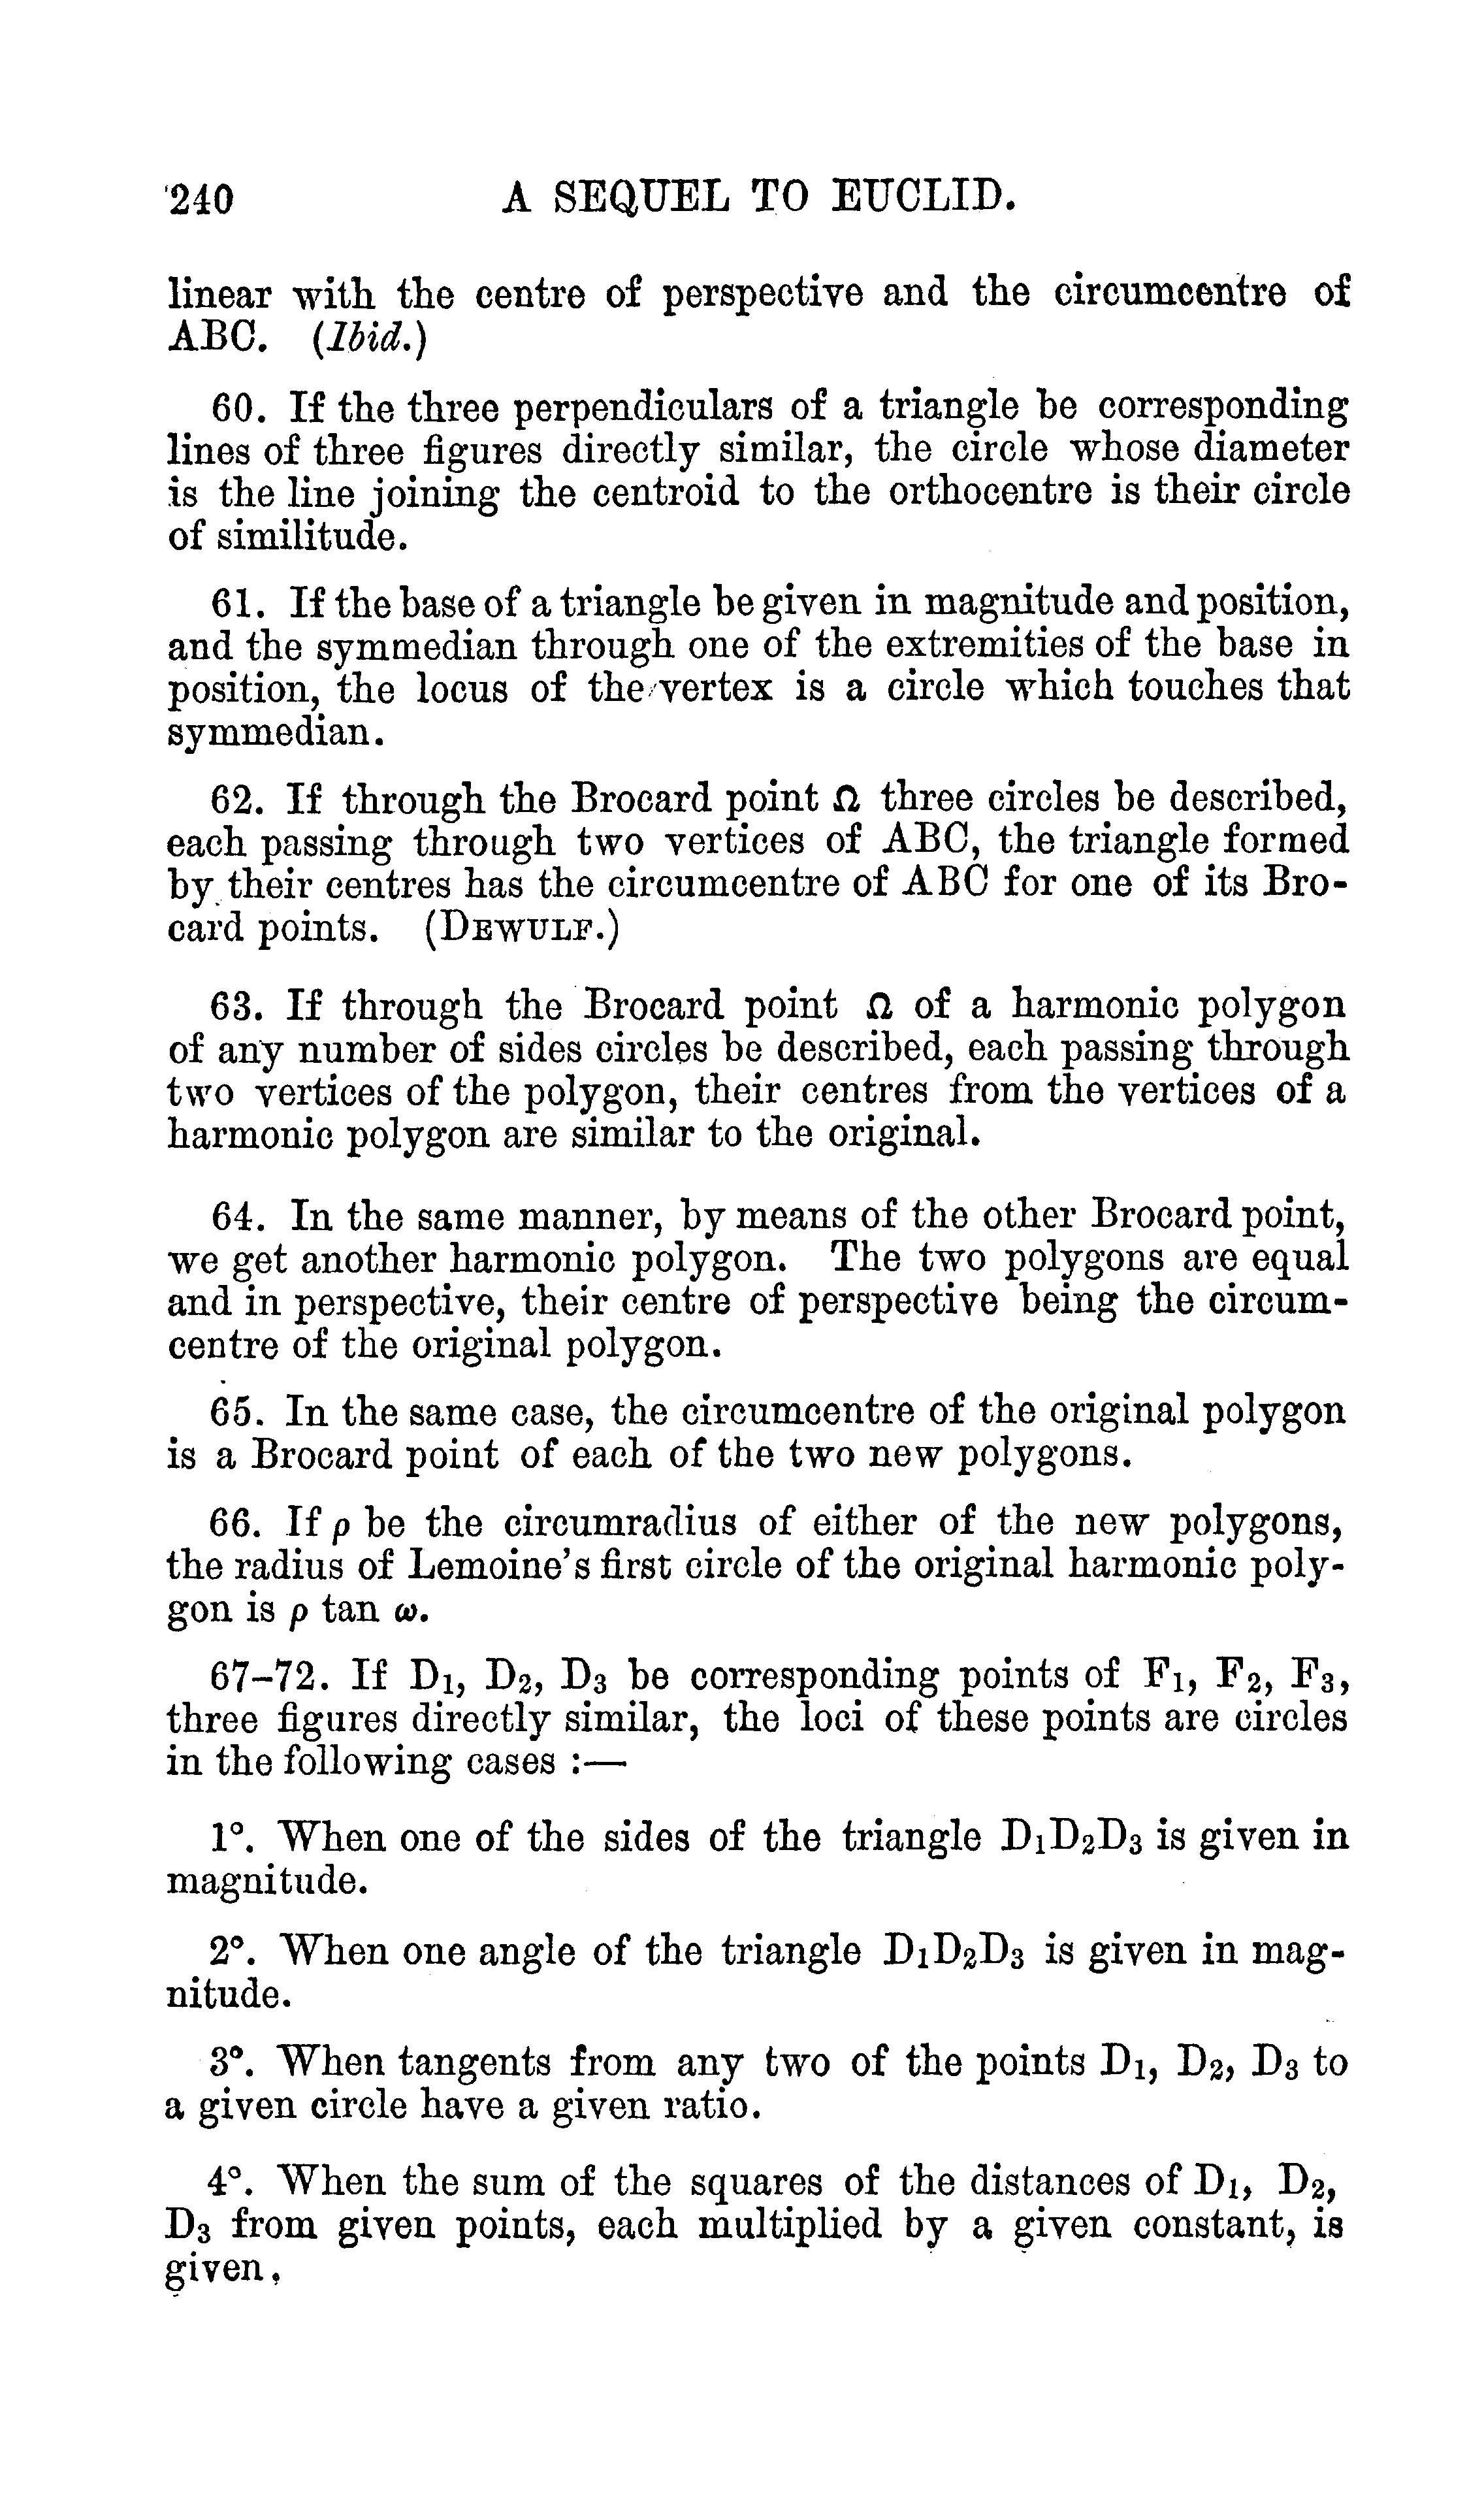 240 A SEQUEL TO EUCLID.
linear with the centre of perspective and the circumcentre of
ABC. (Ibid.)
60. If the three perpendiculars of a triangle be corresponding
lines of three figures directly similar, the circle whose diameter
is the line joining the centroid to the orthocentre is their circle
of similitude.
61. If the base of a triangle be given in magnitude and position,
and the symmedian through one of the extremities of the base in
position, the locus of the vertex is a circle which touches that
symmedian.
62. If through the Brocard point Ω three circles be described,
each passing through two vertices of ABC, the triangle formed
by their centres has the circumcentre of ABC for one of its Bro-
card points. (DEWULF.)
63. If through the Brocard point Ω of a harmonic polygon
of any number of sides circles be described, each passing through
two vertices of the polygon, their centres from the vertices of a
harmonic polygon are similar to the original.
64. In the same manner, by means of the other Brocard point,
we get another harmonic polygon. The two polygons are equal
and in perspective, their centre of perspective being the circum-
centre of the original polygon.
65. In the same case, the circumcentre of the original polygon
is a Brocard point of each of the two new polygons.
66. If ρ be the circumradius of either of the new polygons,
the radius of Lemoine's first circle of the original harmonic poly-
gon is ρ tan ω.
67–72. If D₁, D₂, D₃ be corresponding points of F₁, F₂, F₃,
three figures directly similar, the loci of these points are circles
in the following cases :—
1°. When one of the sides of the triangle D₁D₂D₃ is given in
magnitude.
2°. When one angle of the triangle D₁D₂D₃ is given in mag-
nitude.
3°. When tangents from any two of the points D₁, D₂, D₃ to
a given circle have a given ratio.
4°. When the sum of the squares of the distances of D₁, D₂,
D₃ from given points, each multiplied by a given constant, is
given.